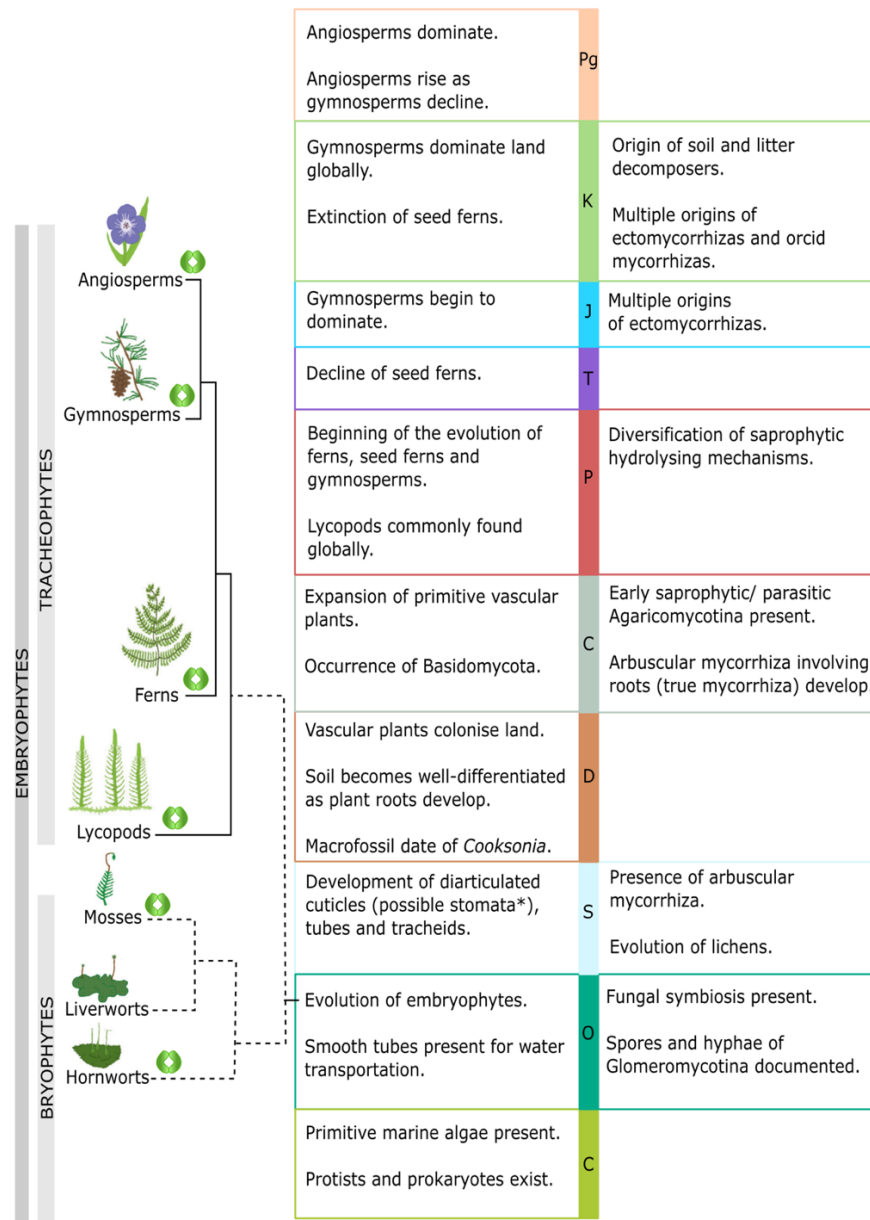 Angiosperms dominate.
Angiosperms rise as
gymnosperms decline.
Pg
Gymnosperms dominate land
globally.
Extinction of seed ferns.
K
Origin of soil and litter
decomposers.
Multiple origins of
ectomycorrhizas and orcid
mycorrhizas.
Gymnosperms begin to
dominate.
J
Multiple origins
of ectomycorrhizas.
Decline of seed ferns.
T
Beginning of the evolution of
ferns, seed ferns and
gymnosperms.
Lycopods commonly found
globally.
P
Diversification of saprophytic
hydrolysing mechanisms.
Expansion of primitive vascular
plants.
Occurrence of Basidomycota.
C
Early saprophytic/ parasitic
Agaricomycotina present.
Arbuscular mycorrhiza involving
roots (true mycorrhiza) develop.
Vascular plants colonise land.
Soil becomes well-differentiated
as plant roots develop.
Macrofossil date of Cooksonia.
D
Development of diarticulated
cuticles (possible stomata*),
tubes and tracheids.
S
Presence of arbuscular
mycorrhiza.
Evolution of lichens.
Evolution of embryophytes.
Smooth tubes present for water
transportation.
O
Fungal symbiosis present.
Spores and hyphae of
Glomeromycotina documented.
Primitive marine algae present.
Protists and prokaryotes exist.
C
EMBRYOPHYTES
TRACHEOPHYTES
BRYOPHYTES
Angiosperms
Gymnosperms
Ferns
Lycopods
Mosses
Liverworts
Hornworts